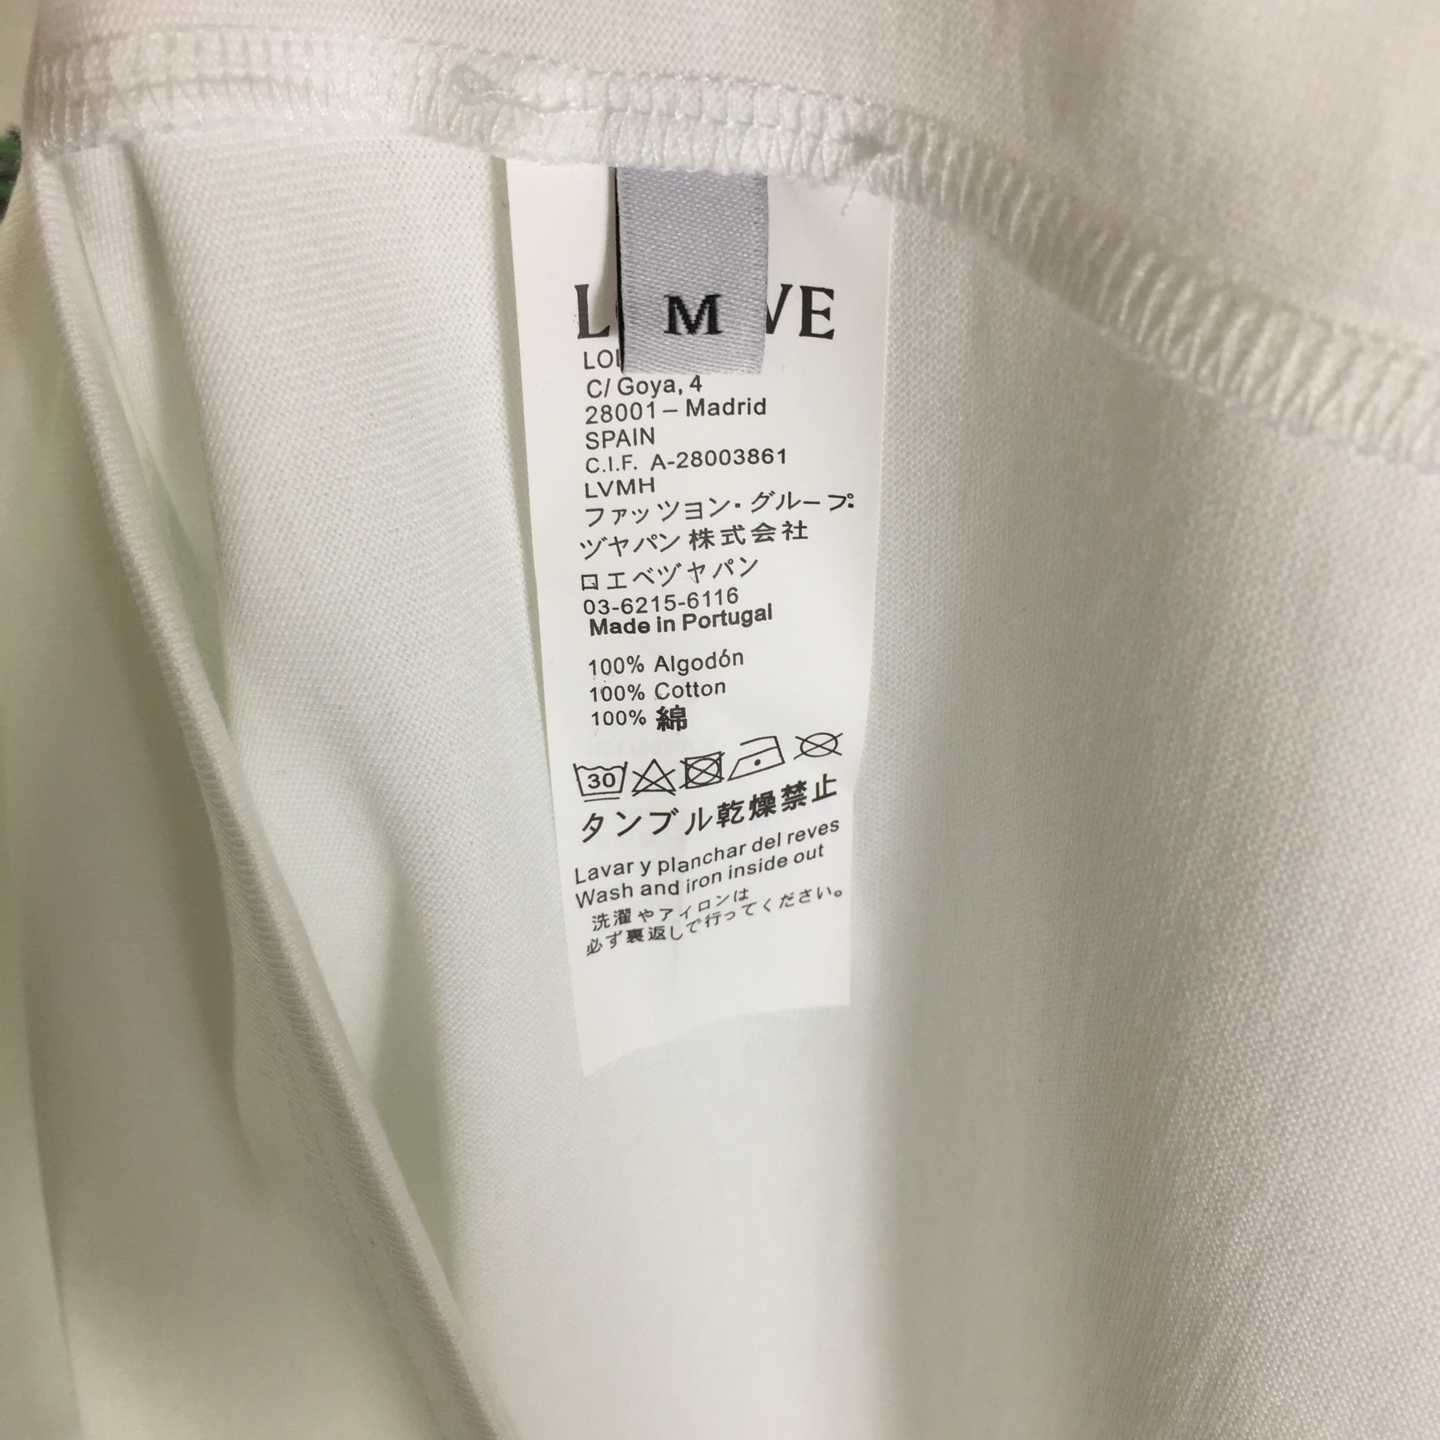 M
C/ Goya, 4
28001 – Madrid
SPAIN
C.I.F. A-28003861
LVMH
ファッツヨン・グループ
ヅヤパン 株式会社
ロエベヅヤパン
03-6215-6116
Made in Portugal
100% Algodón
100% Cotton
100% 綿
30
タンブル乾燥禁止
Lavar y planchar del reves
Wash and iron inside out
洗濯やアイロンは
必ず裏返しで行ってください。